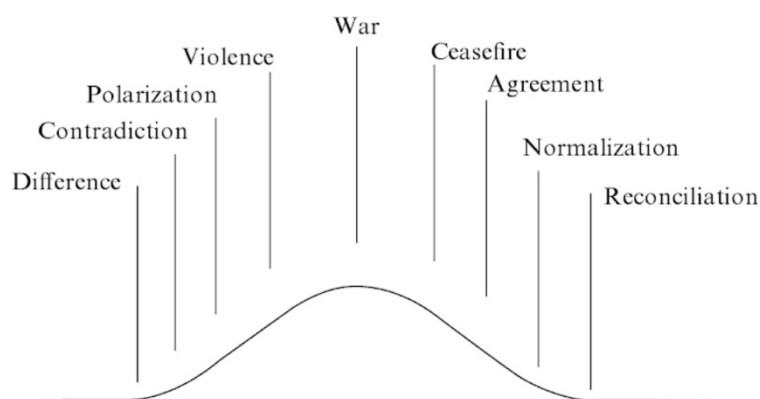 War
Violence
Ceasefire
Polarization
Agreement
Contradiction
Normalization
Difference
Reconciliation